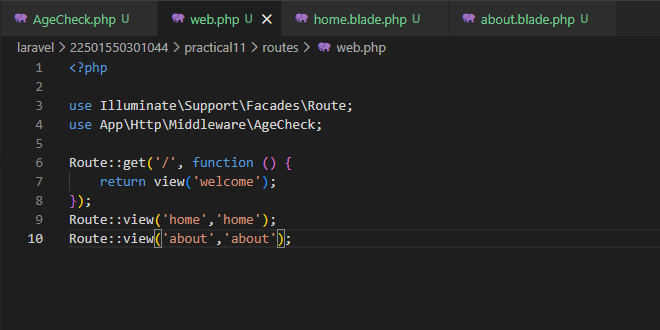 AgeCheck.php U
web.php U
home.blade.php U
about.blade.php U
laravel > 22501550301044 > practical11 > routes > web.php
1 <?php
2
3 use Illuminate\Support\Facades\Route;
4 use App\Http\Middleware\AgeCheck;
5
6 Route::get('/', function () {
7     return view('welcome');
8 });
9 Route::view('home','home');
10 Route::view('about','about');